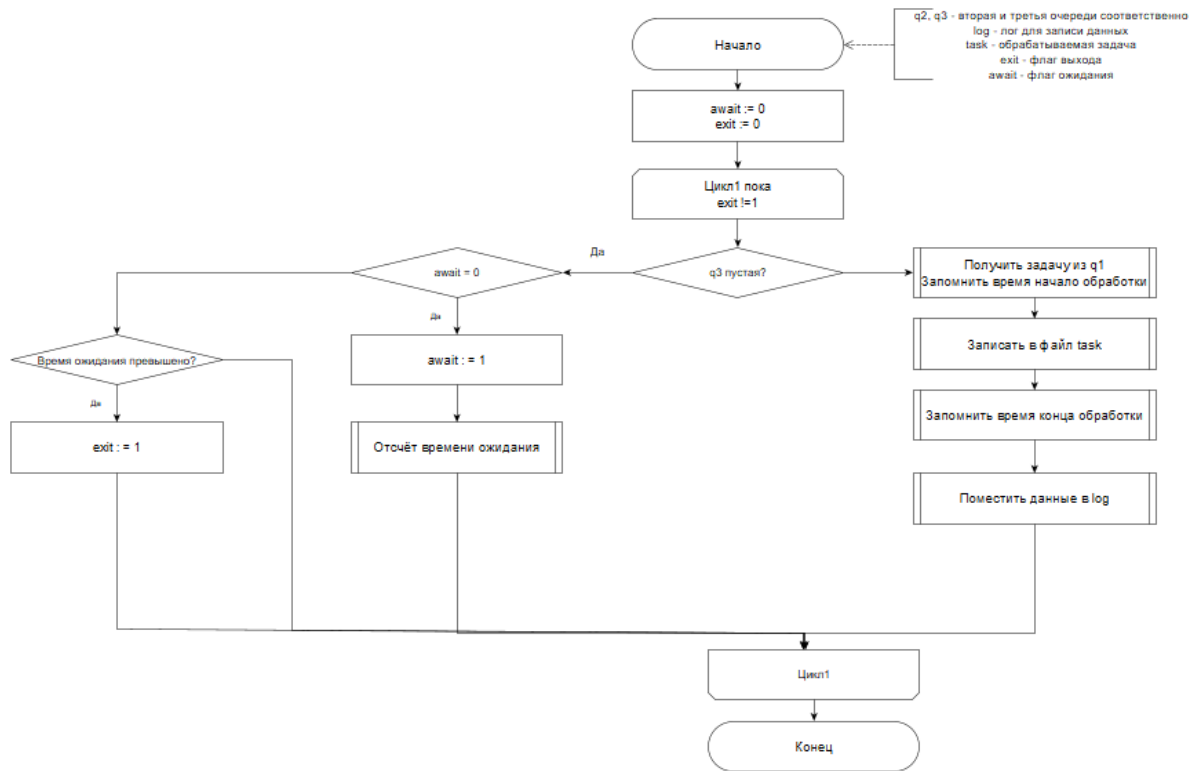 q2, q3 - вторая и третья очереди соответственно
log - лог для записи данных
task - обрабатываемая задача
exit - флаг выхода
await - флаг ожидания
Начало
await := 0
exit := 0
Цикл1 пока
exit !=1
Да
await = 0
q3 пустая?
Получить задачу из q1
Запомнить время начало обработки
Да
Время ожидания превышено?
await : = 1
Записать в файл task
Да
exit : = 1
Отсчёт времени ожидания
Запомнить время конца обработки
Поместить данные в log
Цикл1
Конец